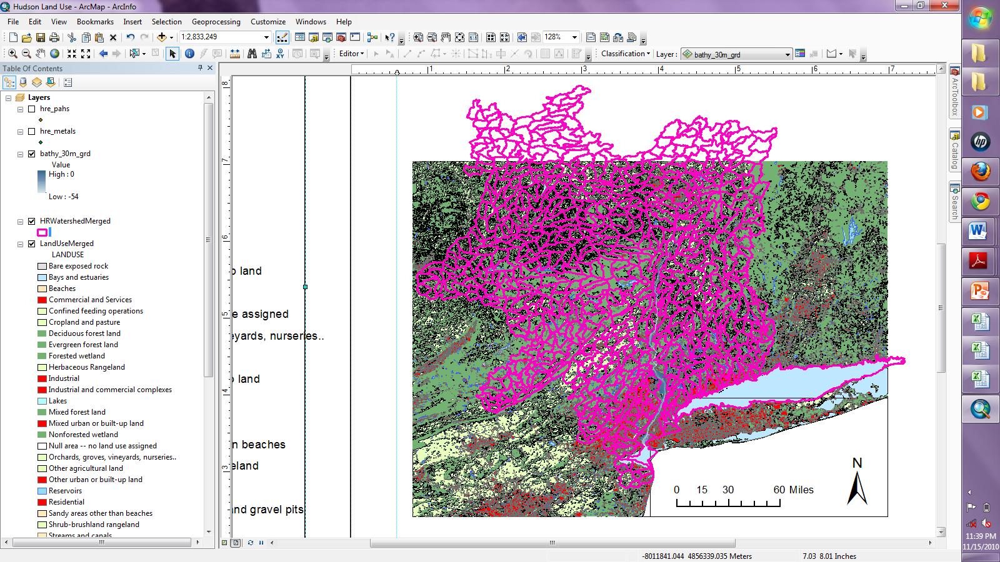 Hudson Land Use - ArcMap - ArcInfo
File Edit View Bookmarks Insert Selection Geoprocessing Customize Windows Help
1:2,833,249
128%
Editor
Classification
Layer :
bathy_30m_grd
Table Of Contents
Layers
hre_pahs
hre_metals
bathy_30m_grd
Value
High : 0
Low : -54
HRWatershedMerged
LandUseMerged
LANDUSE
Bare exposed rock
Bays and estuaries
Beaches
Commercial and Services
Confined feeding operations
Cropland and pasture
Deciduous forest land
Evergreen forest land
Forested wetland
Herbaceous Rangeland
Industrial
Industrial and commercial complexes
Lakes
Mixed forest land
Mixed urban or built-up land
Nonforested wetland
Null area -- no land use assigned
Orchards, groves, vineyards, nurseries..
Other agricultural land
Other urban or built-up land
Reservoirs
Residential
Sandy areas other than beaches
Shrub-brushland rangeland
Streams and canals
1 2 3 4 5 6 7
8
7
6
5
4
3
land
e assigned
eyards, nurseries..
land
n beaches
eland
and gravel pits
N
0 15 30 60 Miles
ArcToolbox
Catalog
Search
-8011841.044 4856339.035 Meters
7.03 8.01 Inches
11:39 PM
11/15/2010